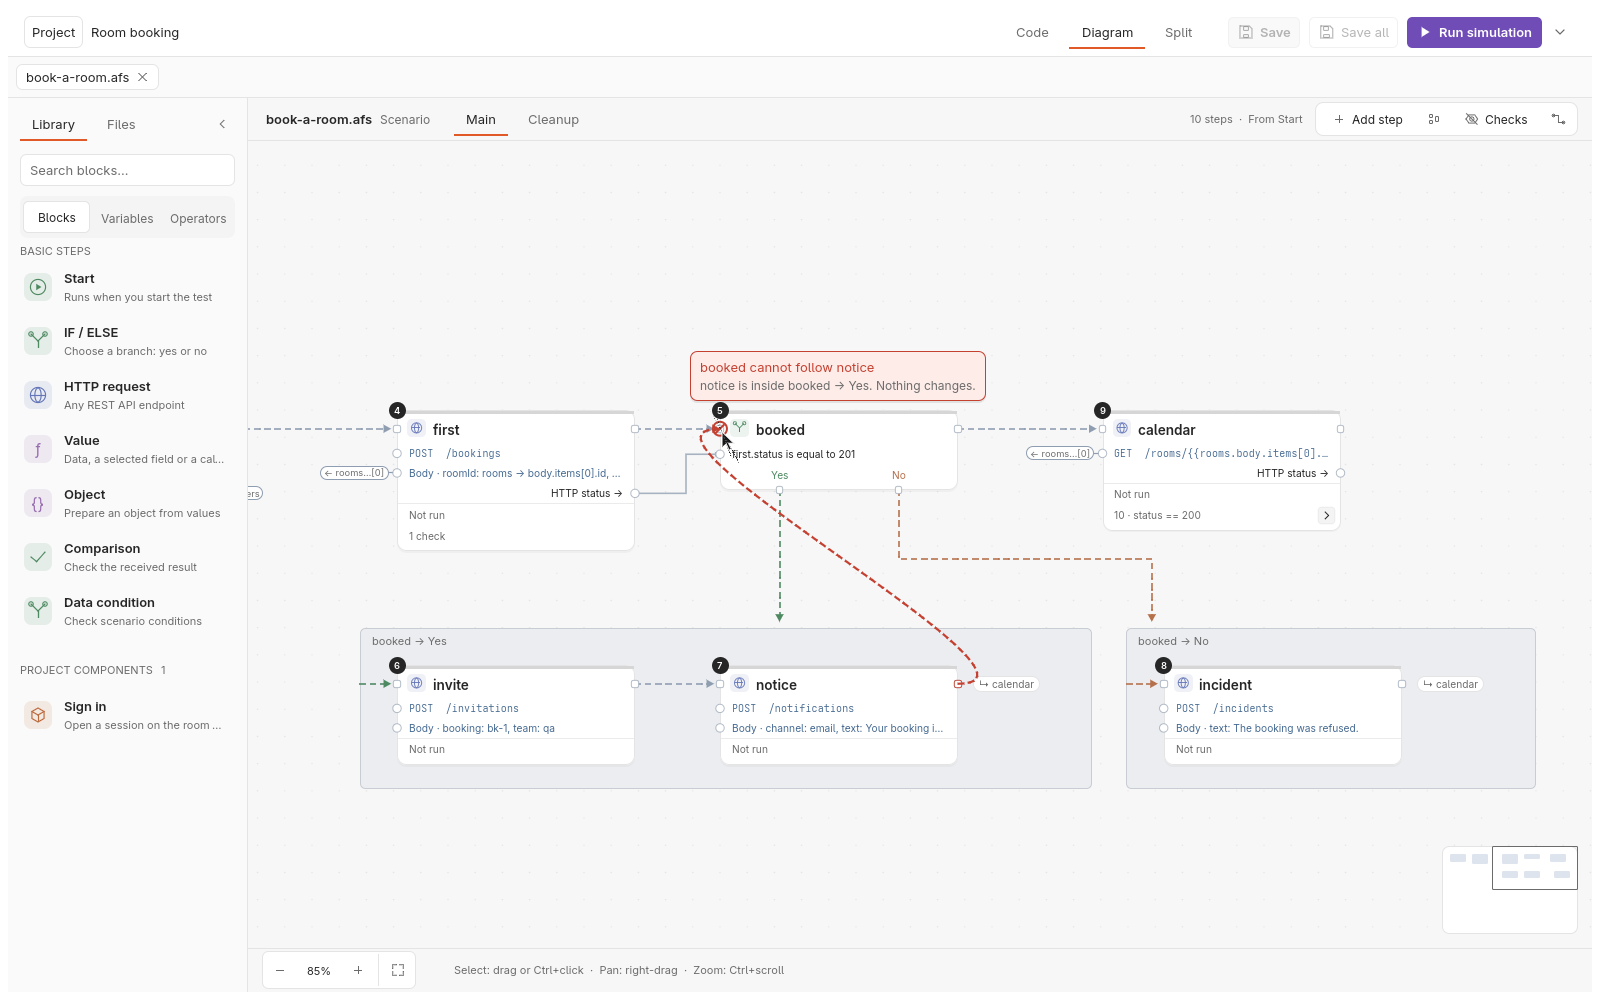 Project Room booking
Code Diagram Split Save Save all Run simulation
book-a-room.afs
Library Files
book-a-room.afs Scenario Main Cleanup
10 steps · From Start Add step Checks
Search blocks...
Blocks Variables Operators
BASIC STEPS
Start
Runs when you start the test
IF / ELSE
Choose a branch: yes or no
HTTP request
Any REST API endpoint
Value
Data, a selected field or a cal...
Object
Prepare an object from values
Comparison
Check the received result
Data condition
Check scenario conditions
PROJECT COMPONENTS 1
Sign in
Open a session on the room ...
booked cannot follow notice
notice is inside booked → Yes. Nothing changes.
4
first
POST /bookings
← rooms...[0]
Body · roomId: rooms → body.items[0].id, ...
HTTP status →
Not run
1 check
5
booked
first.status is equal to 201
Yes No
9
calendar
← rooms...[0]
GET /rooms/{{rooms.body.items[0]....
HTTP status →
Not run
10 · status == 200
booked → Yes
6
invite
POST /invitations
Body · booking: bk-1, team: qa
Not run
7
notice
POST /notifications
Body · channel: email, text: Your booking i...
Not run
↪ calendar
booked → No
8
incident
POST /incidents
Body · text: The booking was refused.
Not run
↪ calendar
− 85% +
Select: drag or Ctrl+click · Pan: right-drag · Zoom: Ctrl+scroll